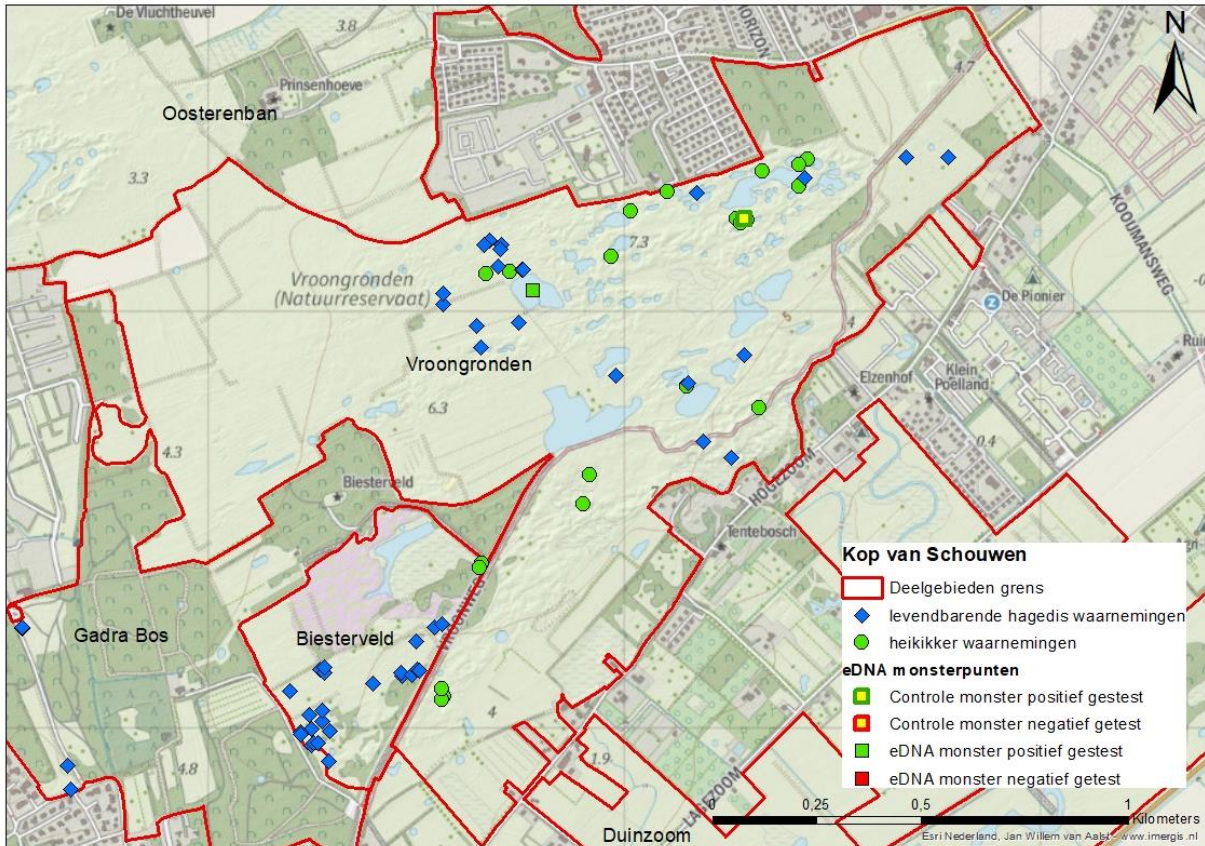 De Vluchtheuvel
3.8
HORIZON
N
4.7
Prinsenhoeve
Oosterenban
3.3
KOOIJMANSWEG
7.3
Vroongronden
(Natuurreservaat)
De Pionier
Z
5
4
Vroongronden
Elzenhof
Klein
Poelland
6.3
0.4
4.3
HOGEZOOM
Biesterveld
7
Tentebosch
Kop van Schouwen
Deelgebieden grens
levendbarende hagedis waarnemingen
heikikker waarnemingen
eDNA monsterpunten
Controle monster positief gestest
Controle monster negatief getest
eDNA monster positief gestest
eDNA monster negatief getest
VROONWEG
Gadra Bos
Biesterveld
4
1.9
4.8
LAGEZOOM
Duinzoom
0 0,25 0,5 1
Kilometers
Esri Nederland, Jan Willem van Aalst - www.imergis.nl